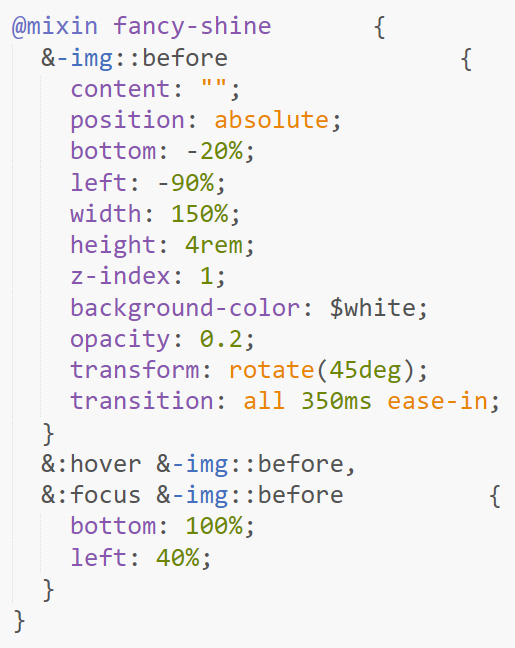 @mixin fancy-shine       {
  &-img::before                {
    content: "";
    position: absolute;
    bottom: -20%;
    left: -90%;
    width: 150%;
    height: 4rem;
    z-index: 1;
    background-color: $white;
    opacity: 0.2;
    transform: rotate(45deg);
    transition: all 350ms ease-in;
  }
  &:hover &-img::before,
  &:focus &-img::before          {
    bottom: 100%;
    left: 40%;
  }
}